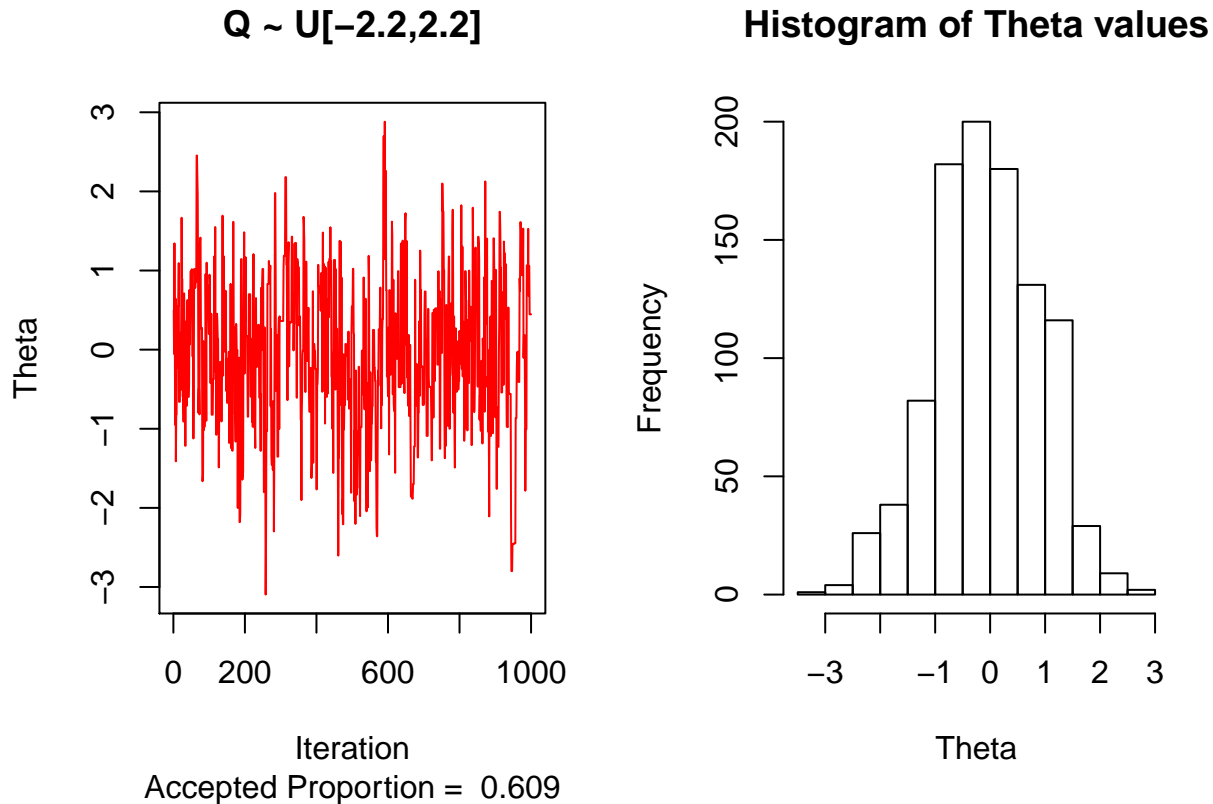 Q ~ U[−2.2,2.2]
Theta
3
2
1
0
−1
−2
−3
0 200 600 1000
Iteration
Accepted Proportion = 0.609
Histogram of Theta values
Frequency
200
150
100
50
0
−3 −1 0 1 2 3
Theta